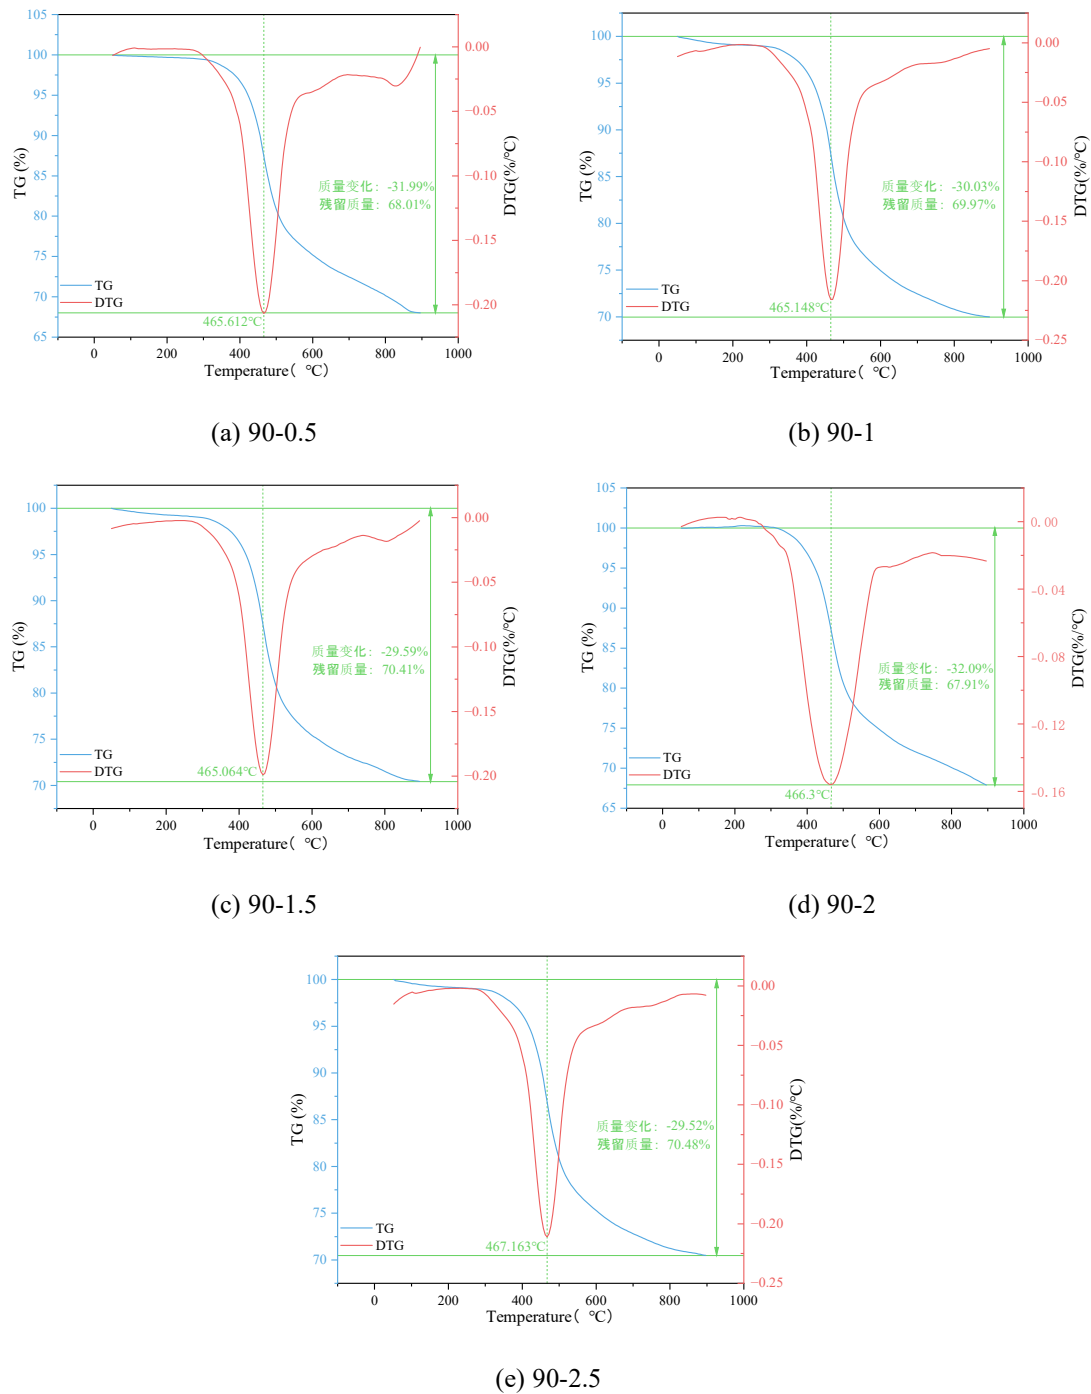 105
100
95
90
85
80
75
70
65
TG (%)
0.00
−0.05
−0.10
−0.15
−0.20
DTG(%/°C)
质量变化：-31.99%
残留质量：68.01%
TG
DTG
465.612°C
0
200
400
600
800
1000
Temperature（ °C）
(a) 90-0.5
100
95
90
85
80
75
70
TG (%)
0.00
−0.05
−0.10
−0.15
−0.20
−0.25
DTG(%/°C)
质量变化：-30.03%
残留质量：69.97%
TG
DTG
465.148°C
0
200
400
600
800
1000
Temperature（ °C）
(b) 90-1
100
95
90
85
80
75
70
TG (%)
0.00
−0.05
−0.10
−0.15
−0.20
DTG(%/°C)
质量变化：-29.59%
残留质量：70.41%
TG
DTG
465.064°C
0
200
400
600
800
1000
Temperature（ °C）
(c) 90-1.5
105
100
95
90
85
80
75
70
65
TG (%)
0.00
−0.04
−0.08
−0.12
−0.16
DTG(%/°C)
质量变化：-32.09%
残留质量：67.91%
TG
DTG
466.3°C
0
200
400
600
800
1000
Temperature（ °C）
(d) 90-2
100
95
90
85
80
75
70
TG (%)
0.00
−0.05
−0.10
−0.15
−0.20
−0.25
DTG(%/°C)
质量变化：-29.52%
残留质量：70.48%
TG
DTG
467.163°C
0
200
400
600
800
1000
Temperature（ °C）
(e) 90-2.5